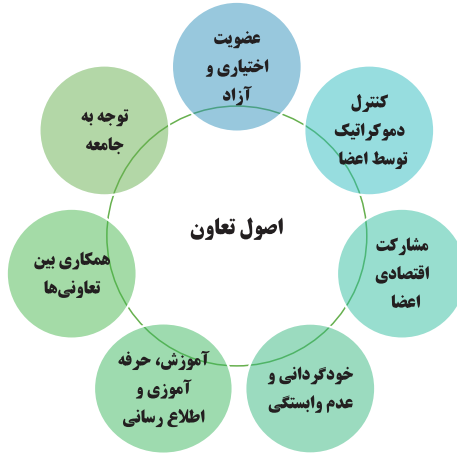 عضویت
اختیاری و
آزاد
کنترل
دموکراتیک
توسط اعضا
مشارکت
اقتصادی
اعضا
خودگردانی و
عدم وابستگی
آموزش، حرفه
آموزی و
اطلاع رسانی
همکاری بین
تعاونی‌ها
توجه به
جامعه
اصول تعاون